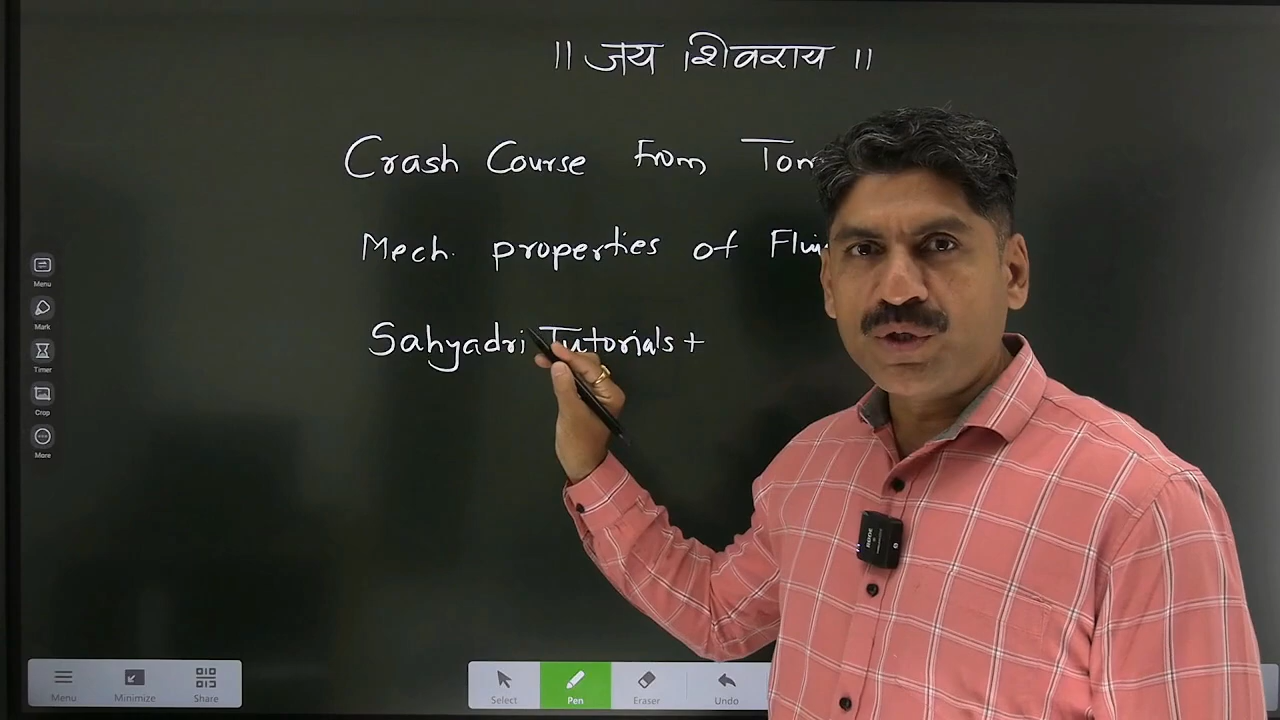 || जय शिवराय ||
Crash Course From
Mech. properties of
Sahyadri Tutorials +
Menu
Mark
Timer
Crop
More
Menu
Minimize
Share
Select
Pen
Eraser
Undo
RODE